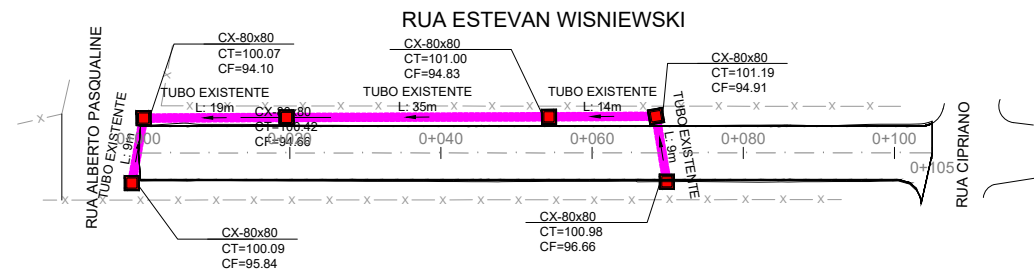 RUA ESTEVAN WISNIEWSKI
CX-80x80
CT=100.07
CF=94.10
CX-80x80
CT=101.00
CF=94.83
CX-80x80
CT=101.19
CF=94.91
TUBO EXISTENTE
L: 19m
TUBO EXISTENTE
L: 35m
TUBO EXISTENTE
L: 14m
CX-80x80
CT=100.42
CF=94.66
RUA ALBERTO PASQUALINE
TUBO EXISTENTE
L: 9m
TUBO EXISTENTE
L: 9m
0+000
0+020
0+040
0+060
0+080
0+100
0+105
RUA CIPRIANO
CX-80x80
CT=100.09
CF=95.84
CX-80x80
CT=100.98
CF=96.66